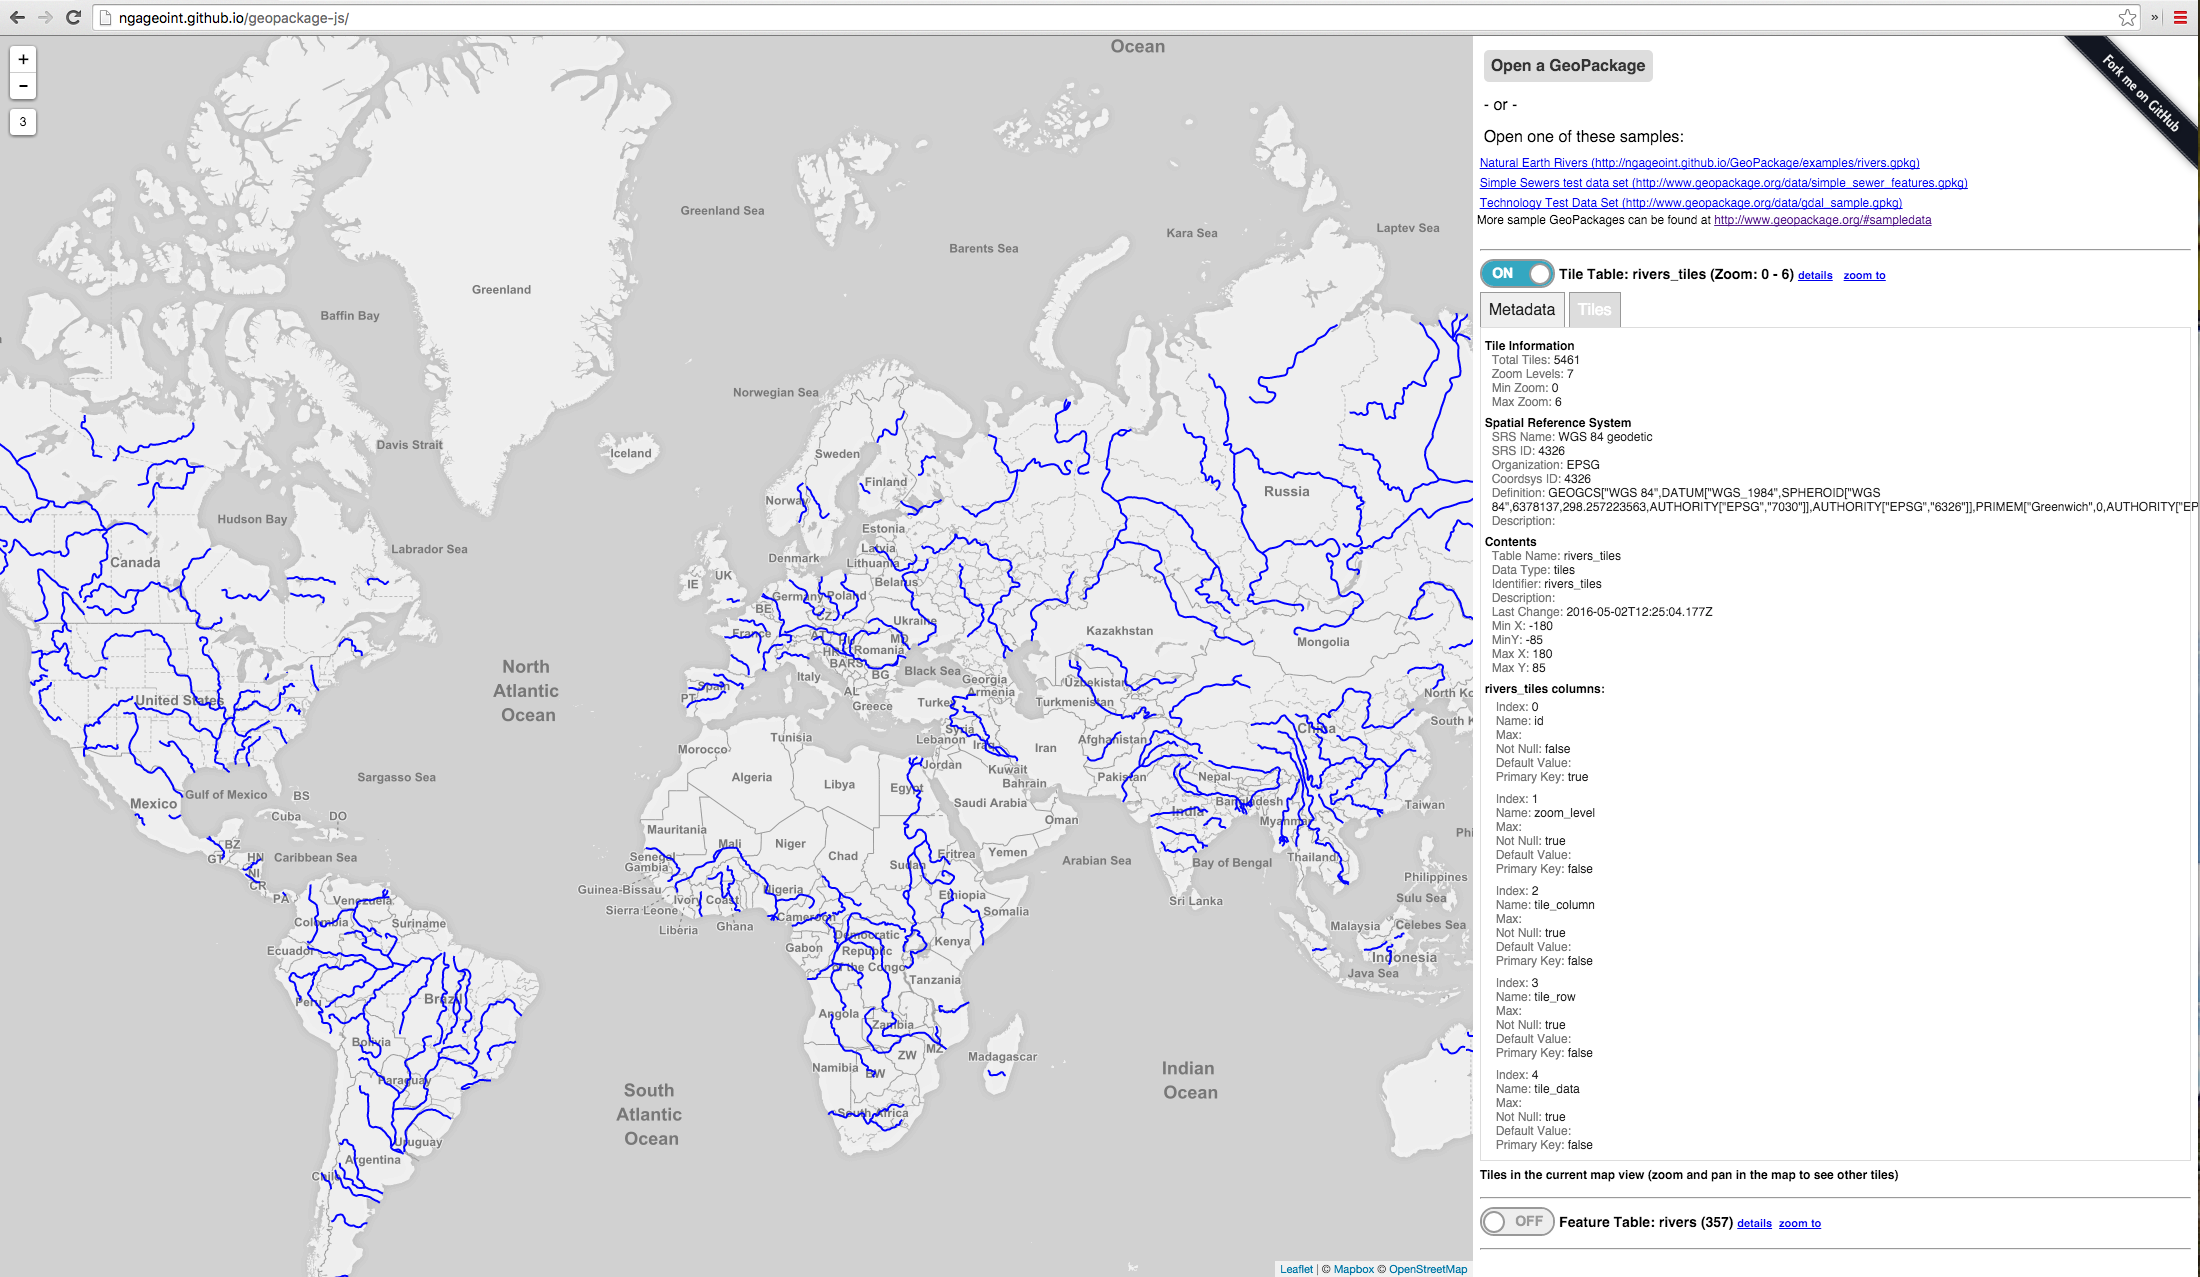 ngageoint.github.io/geopackage-js/
»
+
−
3
Ocean
Greenland Sea
Barents Sea
Kara Sea
Laptev Sea
Greenland
Baffin Bay
Norwegian Sea
Davis Strait
Iceland
Sweden
Finland
Norway
Russia
Hudson Bay
Estonia
Labrador Sea
Latvia
Denmark
Lithuania
Canada
UK
IE
Belarus
Germany
Poland
BE
CZ
Ukraine
France
AT
HU
MD
Kazakhstan
Mongolia
HR
Romania
BA
RS
North
Atlantic
Ocean
Italy
BG
Black Sea
Georgia
Uzbekistan
Spain
PT
AL
Armenia
North Ko
United States
Greece
Turke
Turkmenistan
South K
China
Syria
Tunisia
Lebanon
Iraq
Afghanistan
Morocco
Iran
Jordan
Kuwait
Sargasso Sea
Algeria
Libya
Egypt
Bahrain
Pakistan
Nepal
Gulf of Mexico
BS
Mexico
Saudi Arabia
Bangladesh
Taiwan
Cuba
DO
India
Oman
Myanmar
Mauritania
Phi
BZ
Mali
Niger
Chad
Eritrea
Yemen
GT
HN
Caribbean Sea
Senegal
Gambia
Sudan
Arabian Sea
Bay of Bengal
Thailand
NI
CR
Guinea-Bissau
Nigeria
Ethiopia
Philippines
PA
Venezuela
Ivory Coast
Sri Lanka
Sulu Sea
Sierra Leone
Cameroon
Somalia
Colombia
Suriname
Liberia
Ghana
Malaysia
Celebes Sea
Democratic
Republic
of the Congo
Ecuador
Gabon
Kenya
Indonesia
Java Sea
Tanzania
Peru
Brazil
Angola
Zambia
Bolivia
MZ
ZW
Madagascar
Namibia
BW
Indian
Ocean
Paraguay
South
Atlantic
Ocean
South Africa
Uruguay
Argentina
Chile
Leaflet | © Mapbox © OpenStreetMap
Open a GeoPackage
Fork me on GitHub
- or -
Open one of these samples:
Natural Earth Rivers (http://ngageoint.github.io/GeoPackage/examples/rivers.gpkg)
Simple Sewers test data set (http://www.geopackage.org/data/simple_sewer_features.gpkg)
Technology Test Data Set (http://www.geopackage.org/data/gdal_sample.gpkg)
More sample GeoPackages can be found at http://www.geopackage.org/#sampledata
ON Tile Table: rivers_tiles (Zoom: 0 - 6) details zoom to
Metadata Tiles
Tile Information
Total Tiles: 5461
Zoom Levels: 7
Min Zoom: 0
Max Zoom: 6
Spatial Reference System
SRS Name: WGS 84 geodetic
SRS ID: 4326
Organization: EPSG
Coordsys ID: 4326
Definition: GEOGCS["WGS 84",DATUM["WGS_1984",SPHEROID["WGS
84",6378137,298.257223563,AUTHORITY["EPSG","7030"]],AUTHORITY["EPSG","6326"]],PRIMEM["Greenwich",0,AUTHORITY["EP
Description:
Contents
Table Name: rivers_tiles
Data Type: tiles
Identifier: rivers_tiles
Description:
Last Change: 2016-05-02T12:25:04.177Z
Min X: -180
MinY: -85
Max X: 180
Max Y: 85
rivers_tiles columns:
Index: 0
Name: id
Max:
Not Null: false
Default Value:
Primary Key: true
Index: 1
Name: zoom_level
Max:
Not Null: true
Default Value:
Primary Key: false
Index: 2
Name: tile_column
Max:
Not Null: true
Default Value:
Primary Key: false
Index: 3
Name: tile_row
Max:
Not Null: true
Default Value:
Primary Key: false
Index: 4
Name: tile_data
Max:
Not Null: true
Default Value:
Primary Key: false
Tiles in the current map view (zoom and pan in the map to see other tiles)
OFF Feature Table: rivers (357) details zoom to